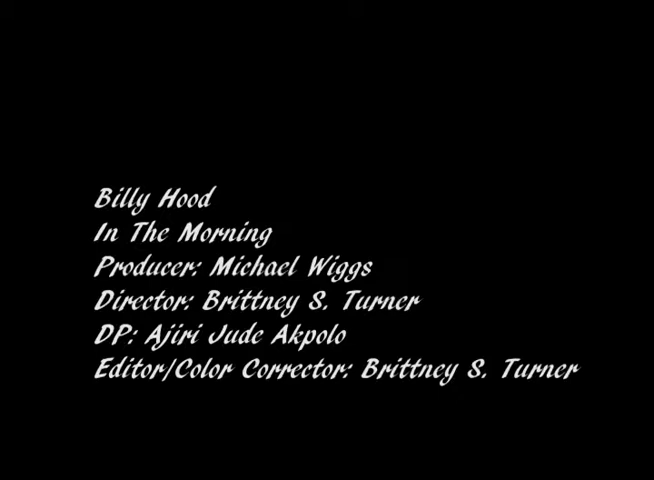 Billy Hood
In The Morning
Producer: Michael Wiggs
Director: Brittney S. Turner
DP: Ajiri Jude Akpolo
Editor/Color Corrector: Brittney S. Turner